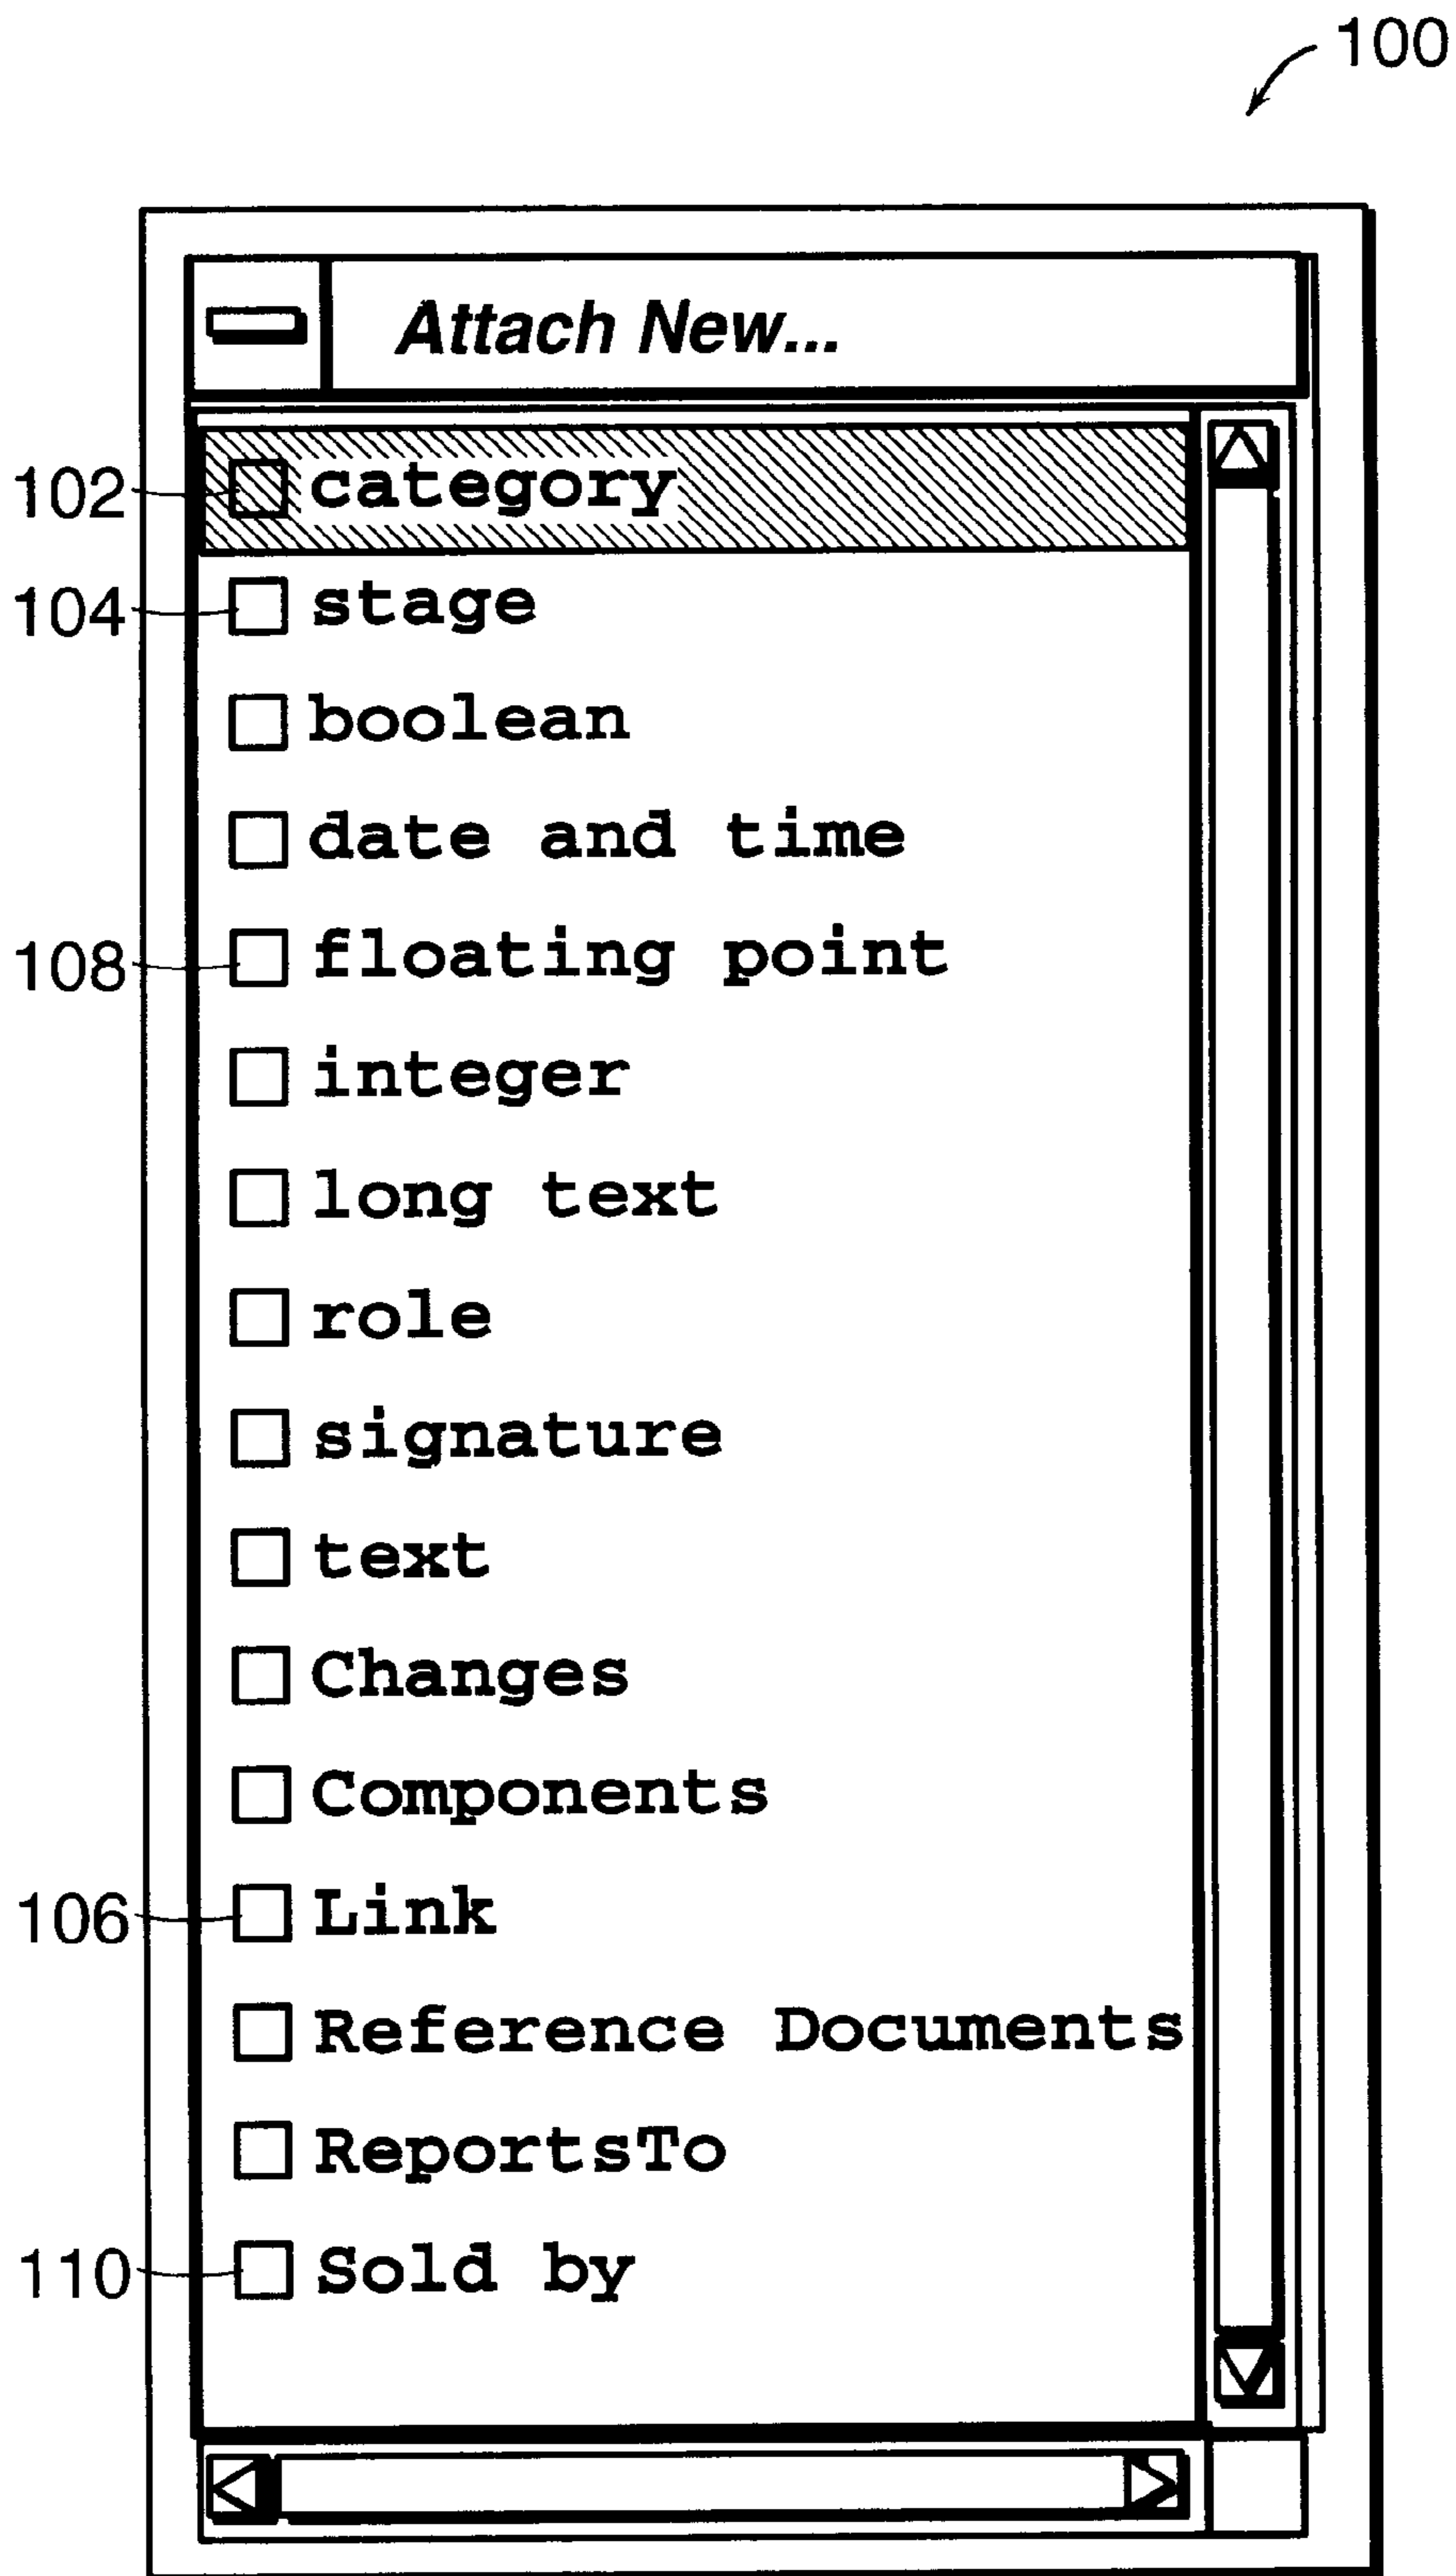 100
Attach New...
102 category
104 stage
boolean
date and time
108 floating point
integer
long text
role
signature
text
Changes
Components
106 Link
Reference Documents
ReportsTo
110 Sold by